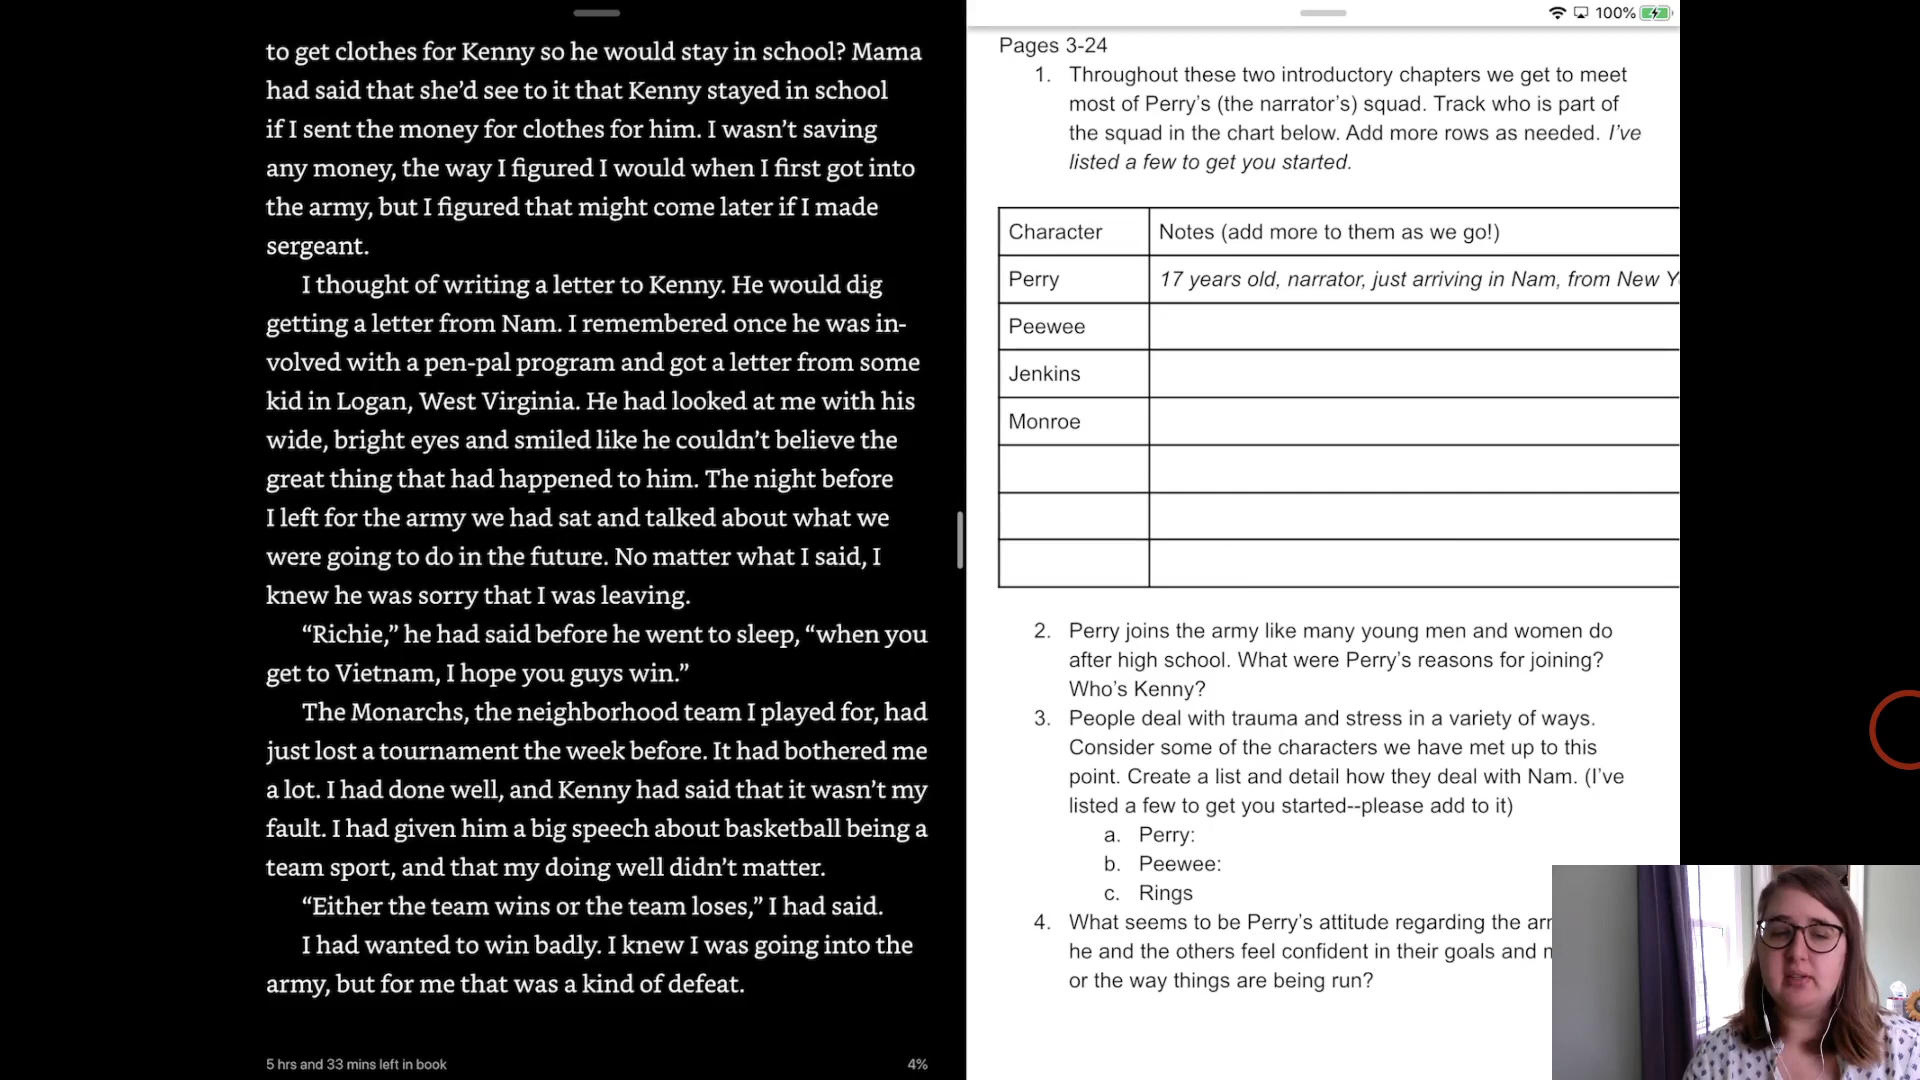 to get clothes for Kenny so he would stay in school? Mama
had said that she’d see to it that Kenny stayed in school
if I sent the money for clothes for him. I wasn’t saving
any money, the way I figured I would when I first got into
the army, but I figured that might come later if I made
sergeant.
I thought of writing a letter to Kenny. He would dig
getting a letter from Nam. I remembered once he was in-
volved with a pen-pal program and got a letter from some
kid in Logan, West Virginia. He had looked at me with his
wide, bright eyes and smiled like he couldn’t believe the
great thing that had happened to him. The night before
I left for the army we had sat and talked about what we
were going to do in the future. No matter what I said, I
knew he was sorry that I was leaving.
“Richie,” he had said before he went to sleep, “when you
get to Vietnam, I hope you guys win.”
The Monarchs, the neighborhood team I played for, had
just lost a tournament the week before. It had bothered me
a lot. I had done well, and Kenny had said that it wasn’t my
fault. I had given him a big speech about basketball being a
team sport, and that my doing well didn’t matter.
“Either the team wins or the team loses,” I had said.
I had wanted to win badly. I knew I was going into the
army, but for me that was a kind of defeat.
5 hrs and 33 mins left in book
4%
100%
Pages 3-24
1. Throughout these two introductory chapters we get to meet
most of Perry’s (the narrator’s) squad. Track who is part of
the squad in the chart below. Add more rows as needed. I’ve
listed a few to get you started.
Character Notes (add more to them as we go!)
Perry 17 years old, narrator, just arriving in Nam, from New Y
Peewee
Jenkins
Monroe
2. Perry joins the army like many young men and women do
after high school. What were Perry’s reasons for joining?
Who’s Kenny?
3. People deal with trauma and stress in a variety of ways.
Consider some of the characters we have met up to this
point. Create a list and detail how they deal with Nam. (I’ve
listed a few to get you started--please add to it)
a. Perry:
b. Peewee:
c. Rings
4. What seems to be Perry’s attitude regarding the
he and the others feel confident in their goals and
or the way things are being run?